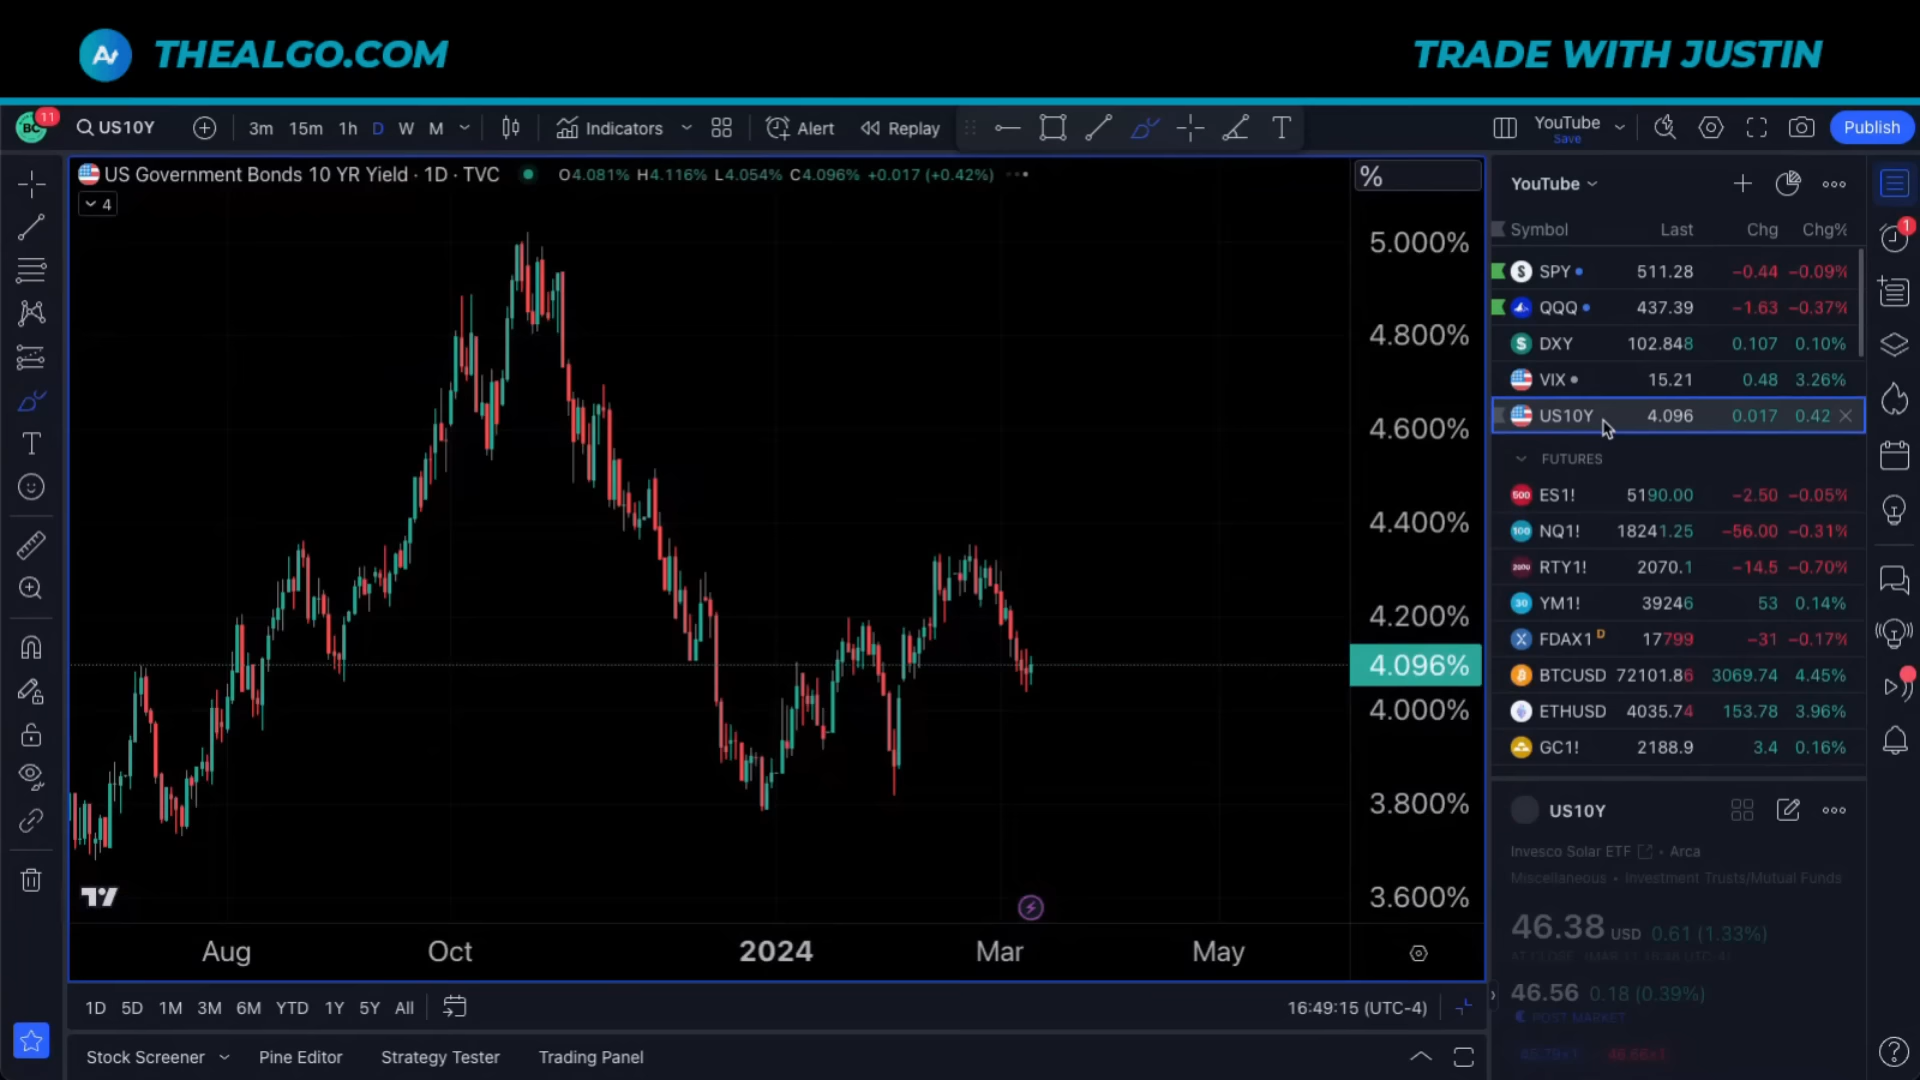 THEALGO.COM
TRADE WITH JUSTIN
BC 11 US10Y 3m 15m 1h D W M Indicators Alert Replay YouTube Save Publish
US Government Bonds 10 YR Yield · 1D · TVC O4.081% H4.116% L4.054% C4.096% +0.017 (+0.42%)
4
%
5.000%
4.800%
4.600%
4.400%
4.200%
4.096%
4.000%
3.800%
3.600%
Aug Oct 2024 Mar May
1D 5D 1M 3M 6M YTD 1Y 5Y All 16:49:15 (UTC-4)
Stock Screener Pine Editor Strategy Tester Trading Panel
YouTube
Symbol Last Chg Chg%
SPY 511.28 −0.44 −0.09%
QQQ 437.39 −1.63 −0.37%
DXY 102.848 0.107 0.10%
VIX 15.21 0.48 3.26%
US10Y 4.096 0.017 0.42
FUTURES
500 ES1! 5190.00 −2.50 −0.05%
100 NQ1! 18241.25 −56.00 −0.31%
2000 RTY1! 2070.1 −14.5 −0.70%
30 YM1! 39246 53 0.14%
FDAX1 D 17799 −31 −0.17%
BTCUSD 72101.86 3069.74 4.45%
ETHUSD 4035.74 153.78 3.96%
GC1! 2188.9 3.4 0.16%
US10Y
Invesco Solar ETF • Arca
Miscellaneous • Investment Trusts/Mutual Funds
46.38 USD 0.61 (1.33%)
46.56 0.18 (0.39%)
POST MARKET
1